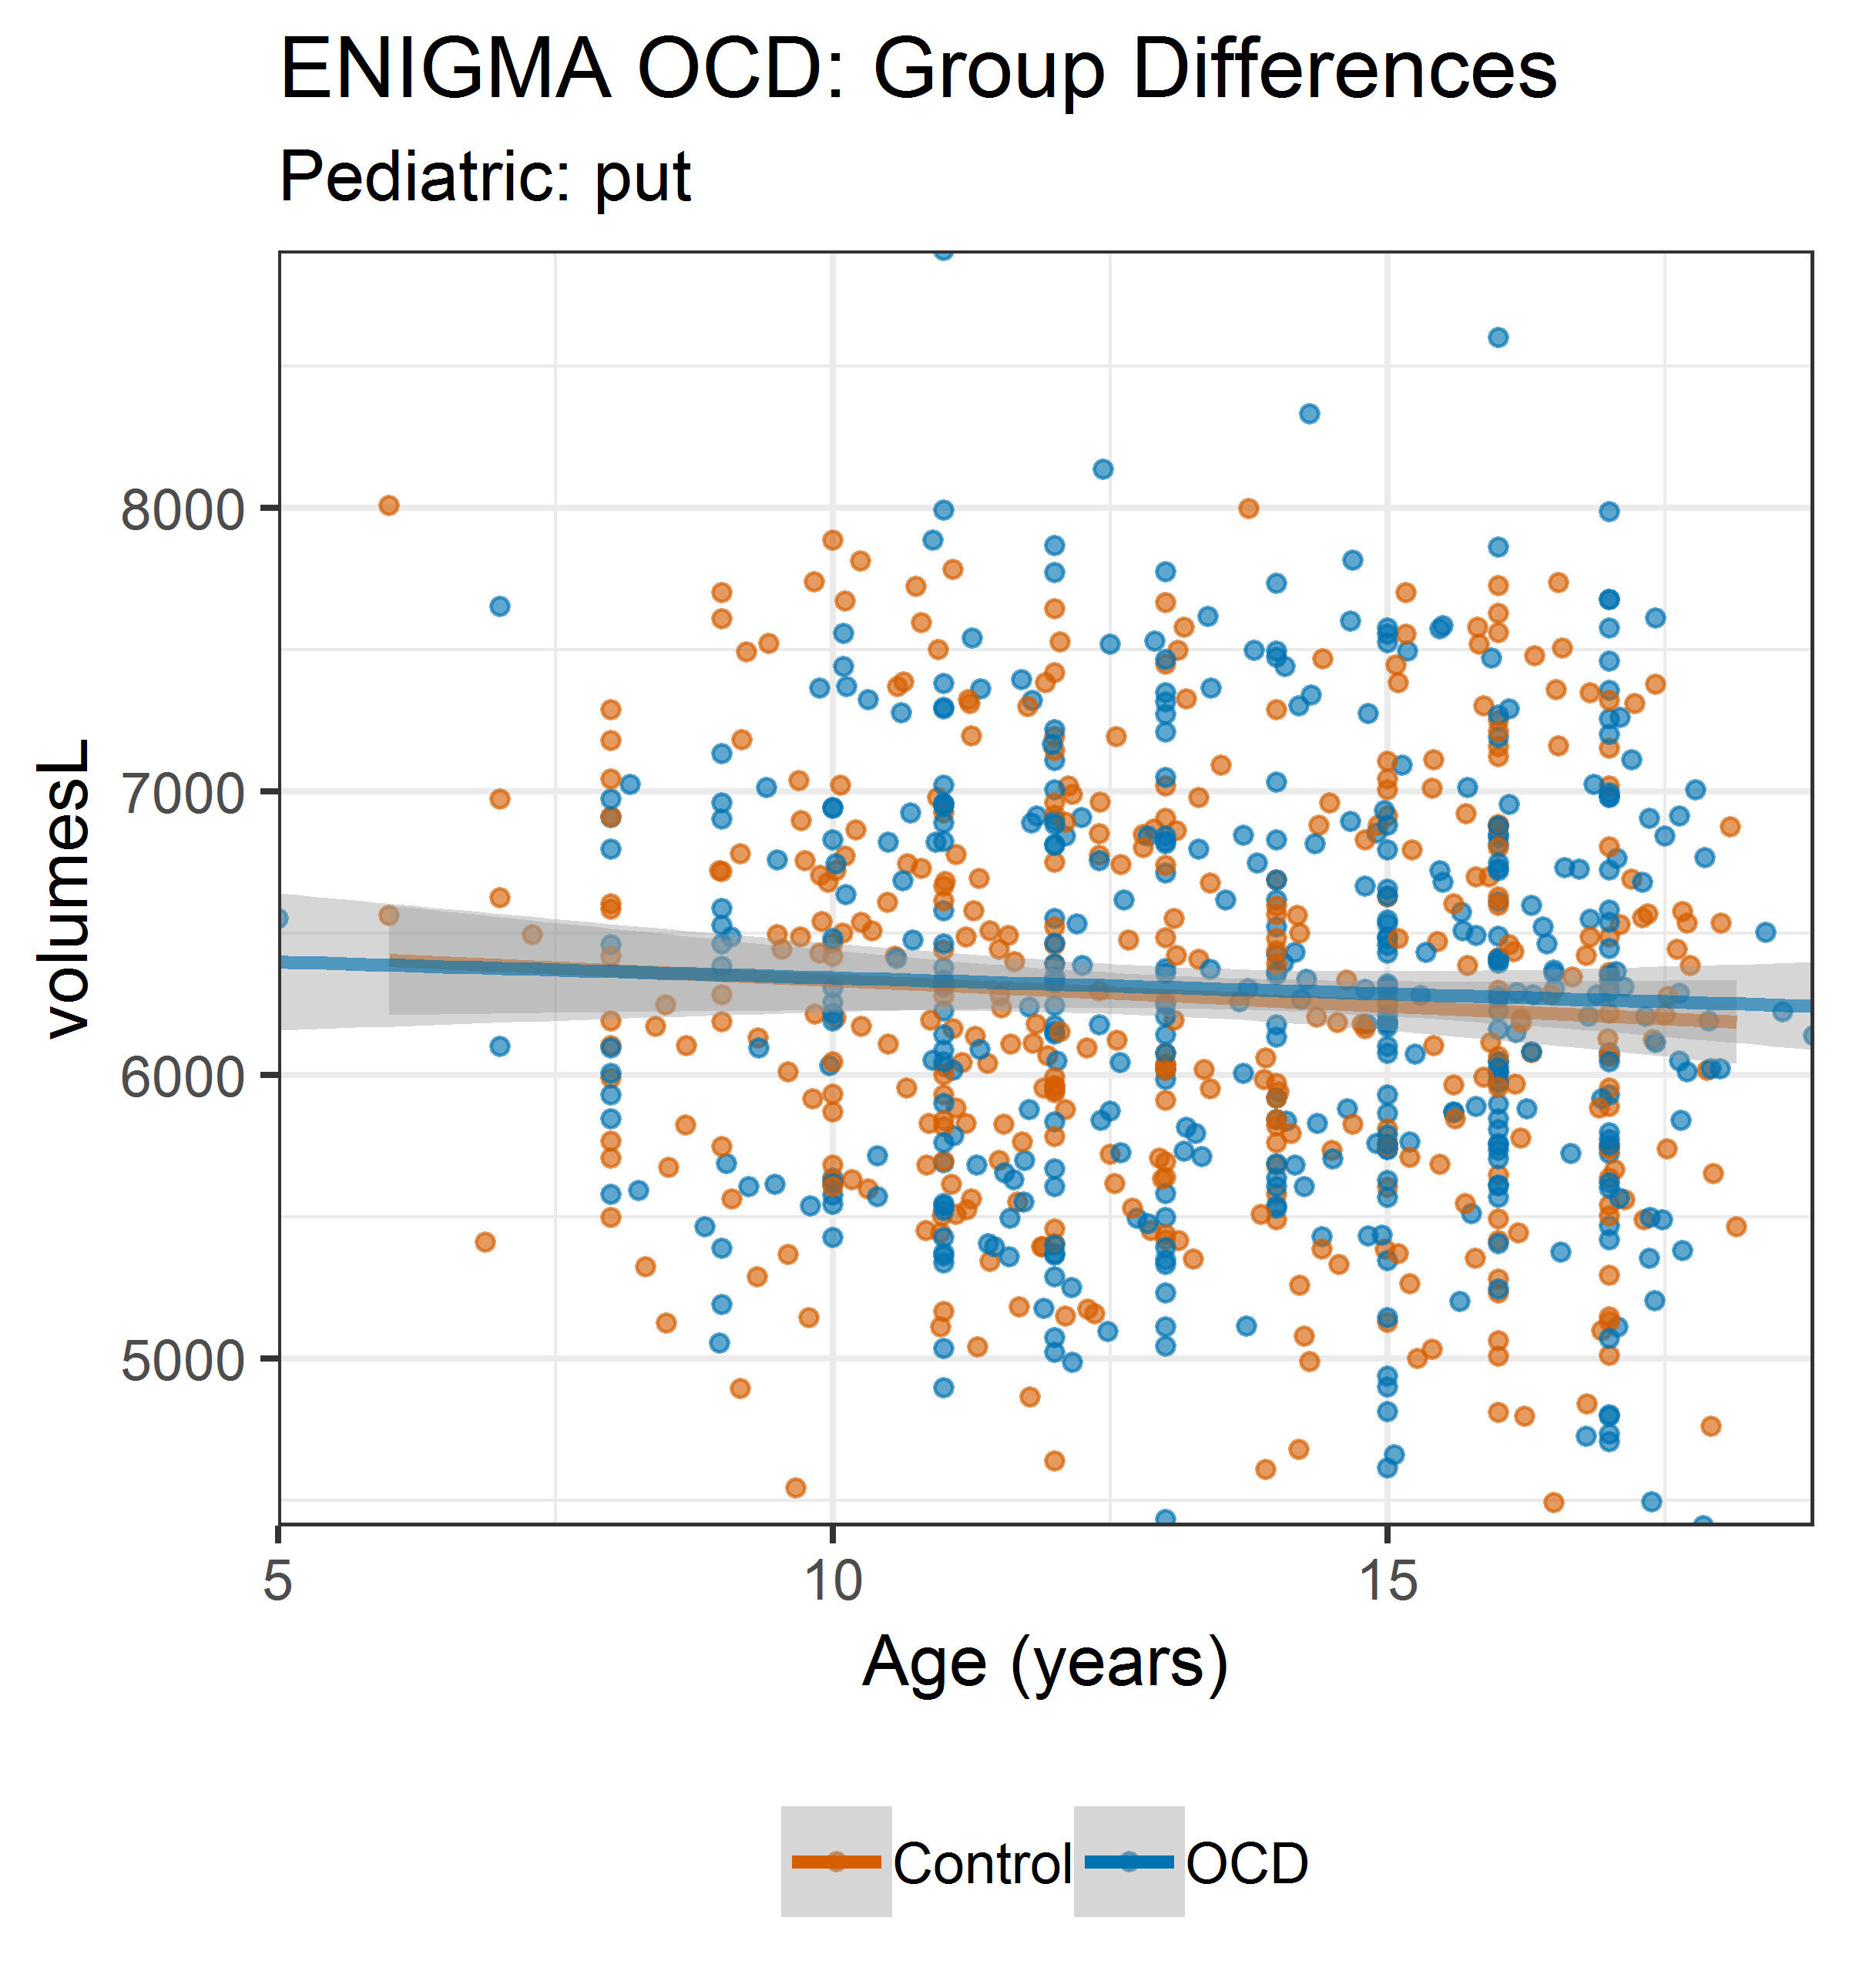 ENIGMA OCD: Group Differences
Pediatric: put
volumesL
8000
7000
6000
5000
5 10 15
Age (years)
Control OCD